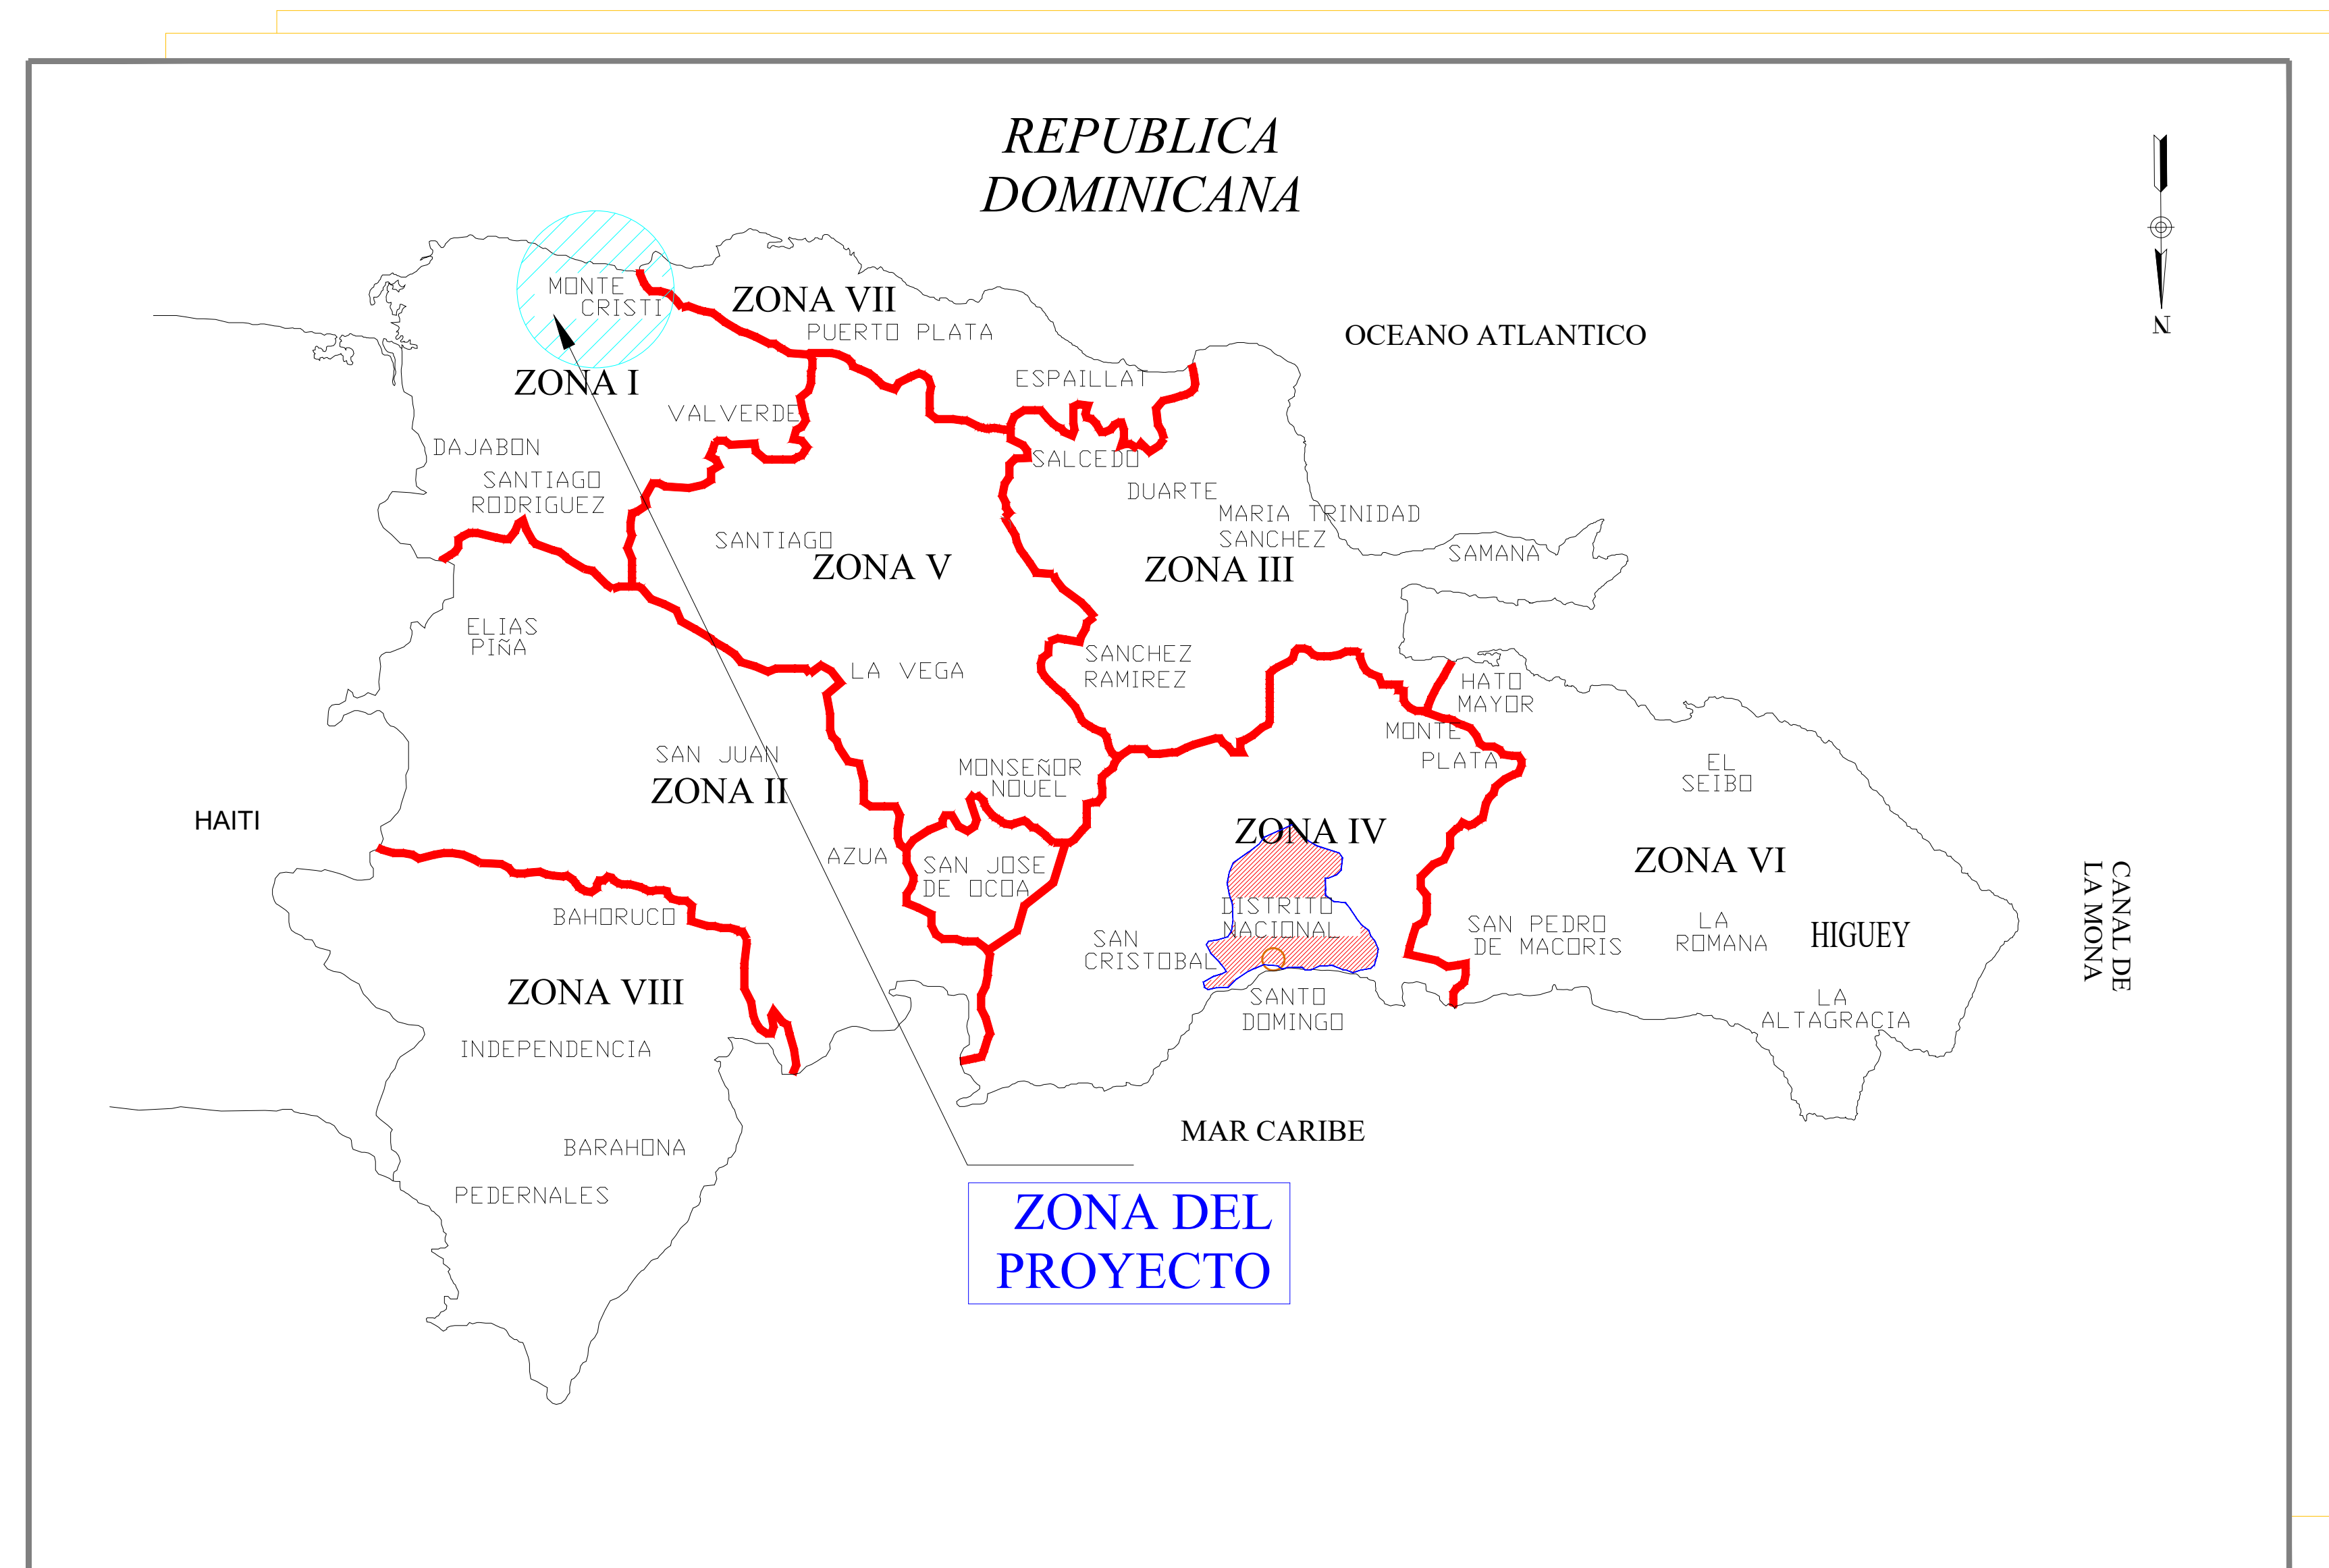 REPUBLICA
DOMINICANA
N
MONTE
CRISTI
ZONA VII
PUERTO PLATA
OCEANO ATLANTICO
ZONA I
ESPAILLAT
VALVERDE
DAJABON
SANTIAGO
RODRIGUEZ
SALCEDO
DUARTE
MARIA TRINIDAD
SANCHEZ
SANTIAGO
ZONA V
ZONA III
SAMANA
ELIAS
PIÑA
LA VEGA
SANCHEZ
RAMIREZ
HATO
MAYOR
MONTE
PLATA
SAN JUAN
ZONA II
MONSEÑOR
NOUEL
EL
SEIBO
HAITI
ZONA IV
AZUA
SAN JOSE
DE OCOA
ZONA VI
CANAL DE
LA MONA
BAHORUCO
DISTRITO
NACIONAL
SAN
CRISTOBAL
SAN PEDRO
DE MACORIS
LA
ROMANA
HIGUEY
ZONA VIII
SANTO
DOMINGO
LA
ALTAGRACIA
INDEPENDENCIA
BARAHONA
MAR CARIBE
PEDERNALES
ZONA DEL
PROYECTO